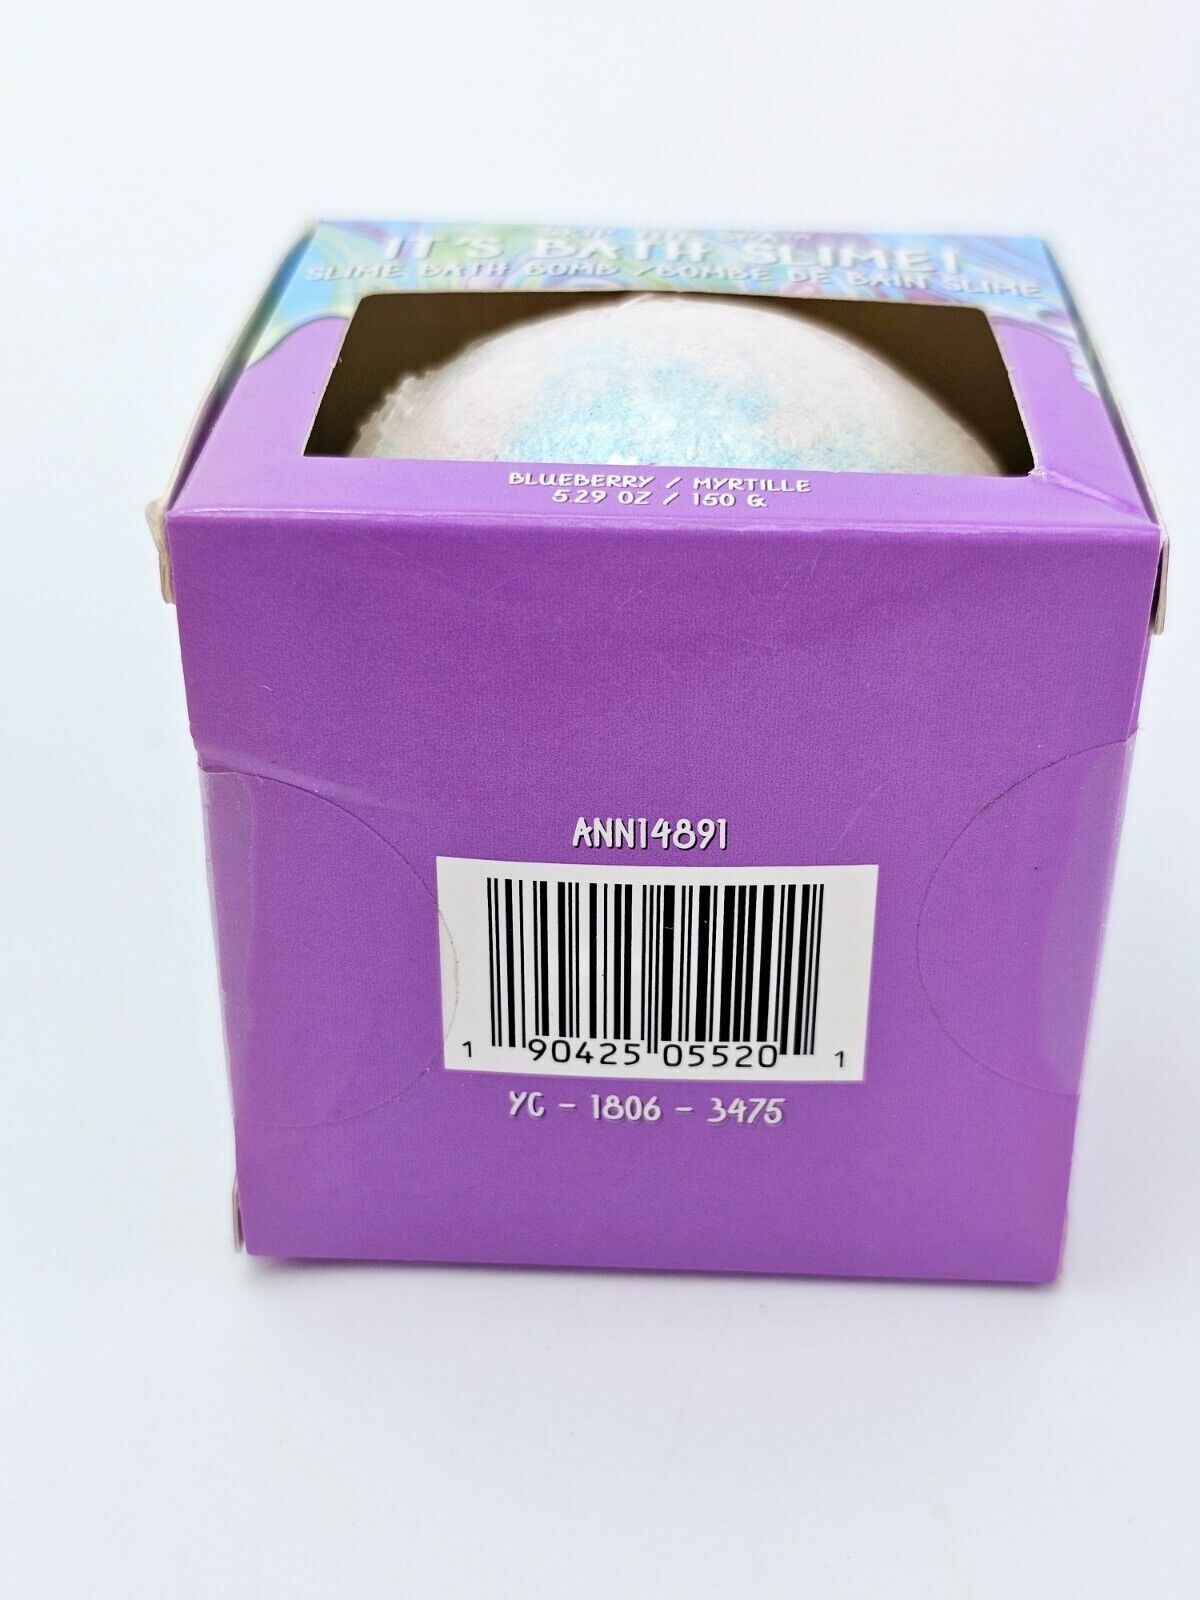 IT'S BATH SLIME!
SLIME BATH BOMB / BOMBE DE BAIN SLIME
BLUEBERRY / MYRTILLE
5.29 OZ / 150 G
ANN14891
1 90425 05520 1
YC - 1806 - 3475